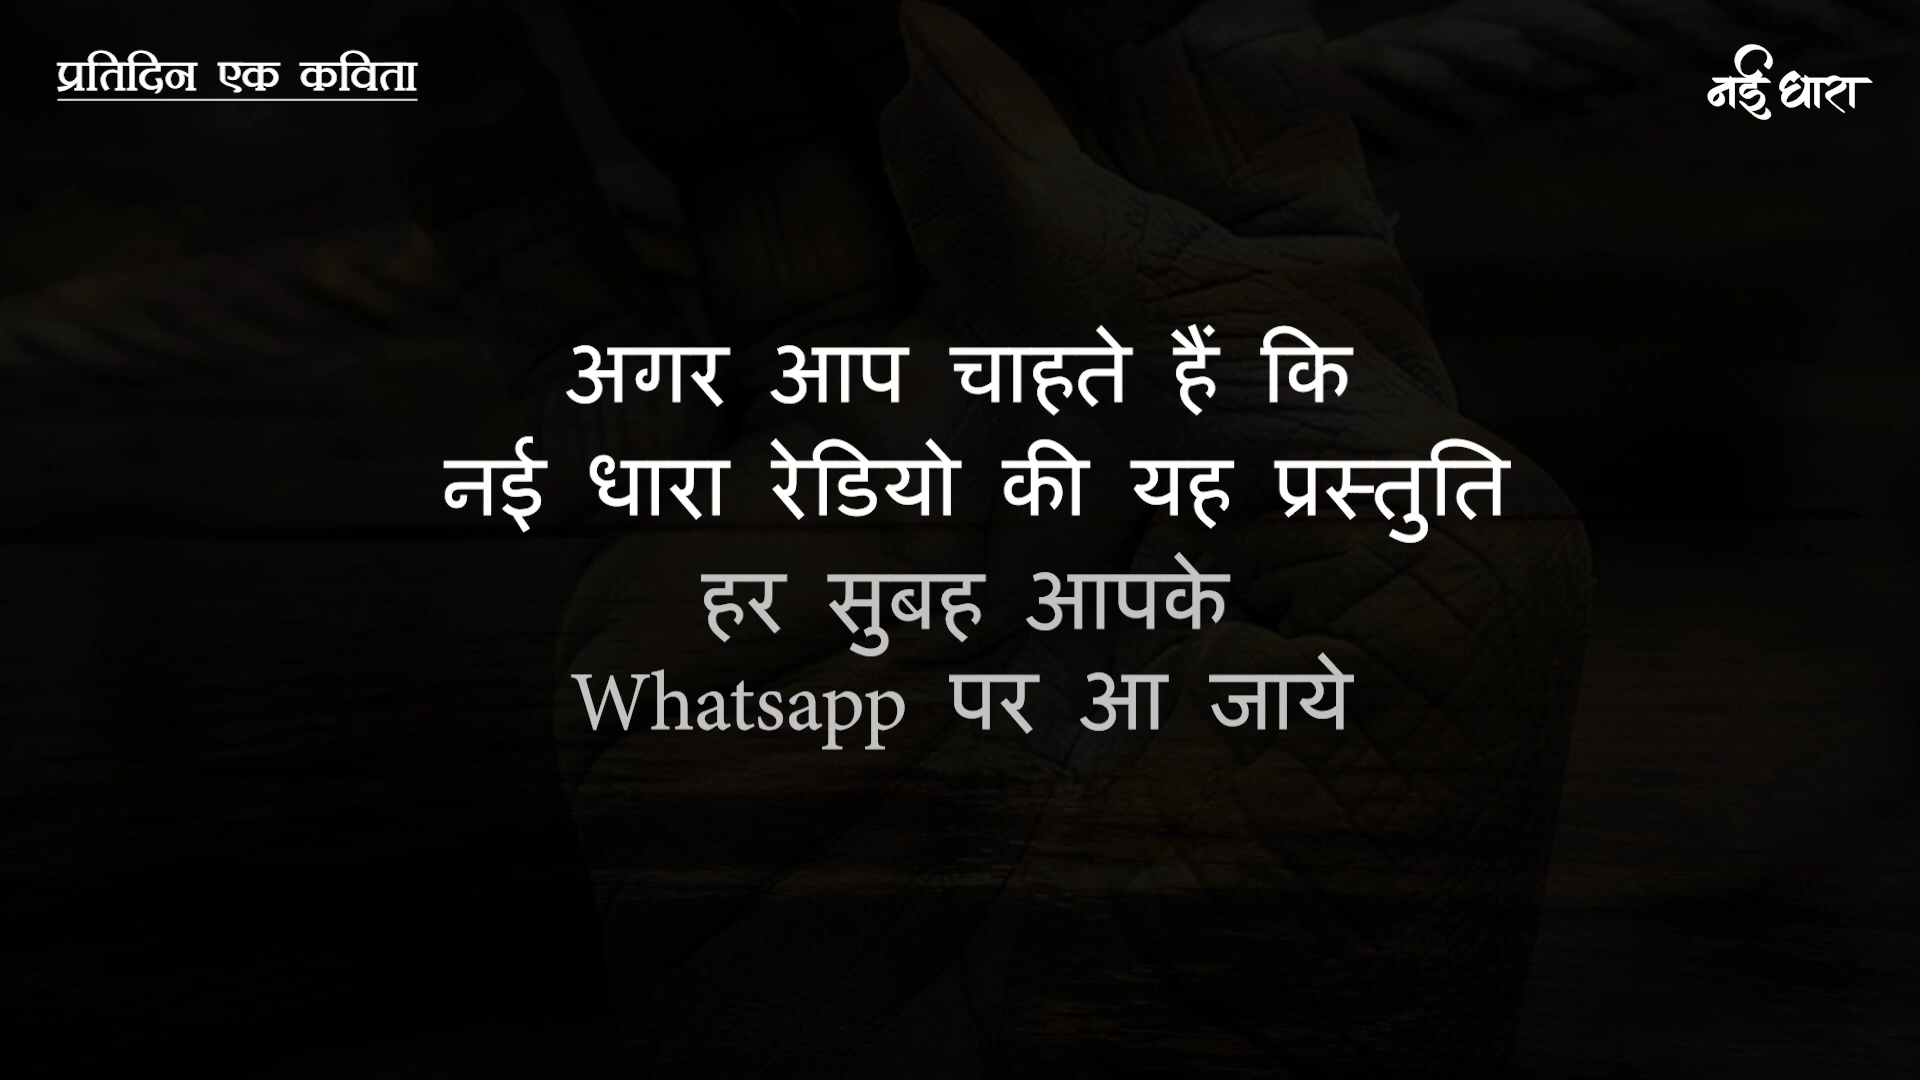 प्रतिदिन एक कविता
नई धारा
अगर आप चाहते हैं कि
नई धारा रेडियो की यह प्रस्तुति
हर सुबह आपके
Whatsapp पर आ जाये